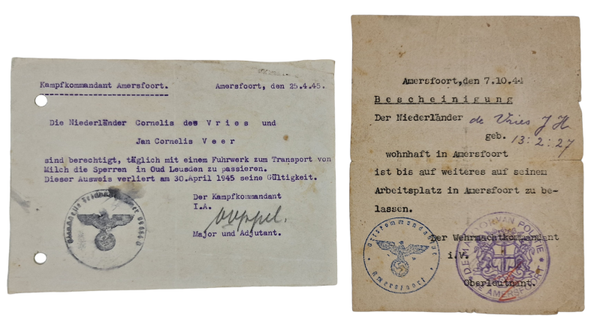 Kampfkommandant Amersfoort. Amersfoort, den 25.4.45.
Die Niederländer Cornelis des Vries und
Jan Cornelis Veer
sind berechtigt, täglich mit einem Fuhrwerk zum Transport von
Milch die Sperren in Oud Leusden zu passieren.
Dieser Ausweis verliert am 30.April 1945 seine Gültigkeit.
Der Kampfkommandant
I.A.
Major und Adjutant.
Amersfoort,den 7.10.44
Bescheinigung
Der Niederländer de Vries J H
geb. 13:2:27
wohnhaft in Amersfoort
ist bis auf weiteres auf seinem
Arbeitsplatz in Amersfoort zu be-
lassen.
Der Wehrmachtkommandant
i.V.
Oberleutnant.
Amersfoort
AMERSFOORT